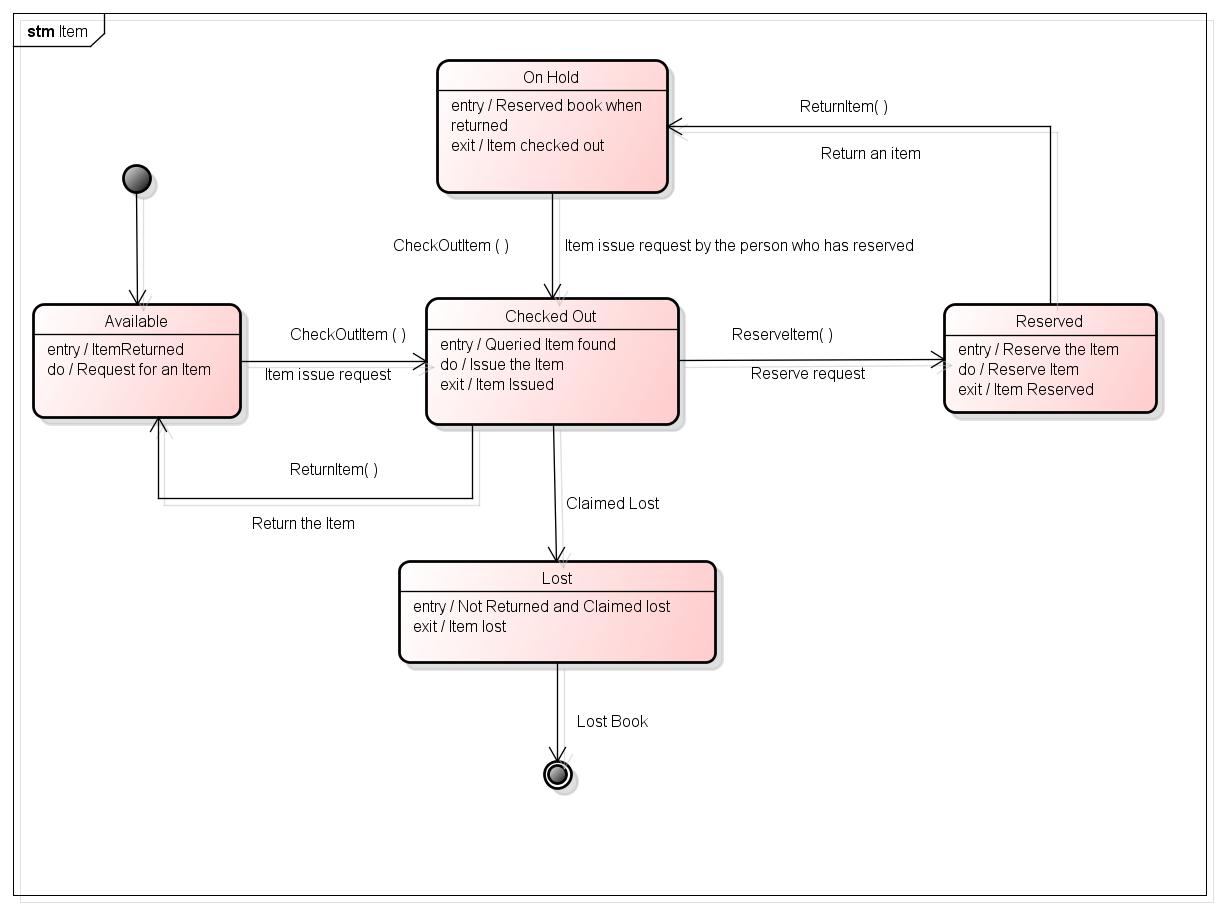 stm Item
On Hold
entry / Reserved book when
returned
exit / Item checked out
ReturnItem( )
Return an item
CheckOutItem ( )
Item issue request by the person who has reserved
Available
entry / ItemReturned
do / Request for an Item
CheckOutItem ( )
Item issue request
Checked Out
entry / Queried Item found
do / Issue the Item
exit / Item Issued
ReserveItem( )
Reserve request
Reserved
entry / Reserve the Item
do / Reserve Item
exit / Item Reserved
ReturnItem( )
Return the Item
Claimed Lost
Lost
entry / Not Returned and Claimed lost
exit / Item lost
Lost Book